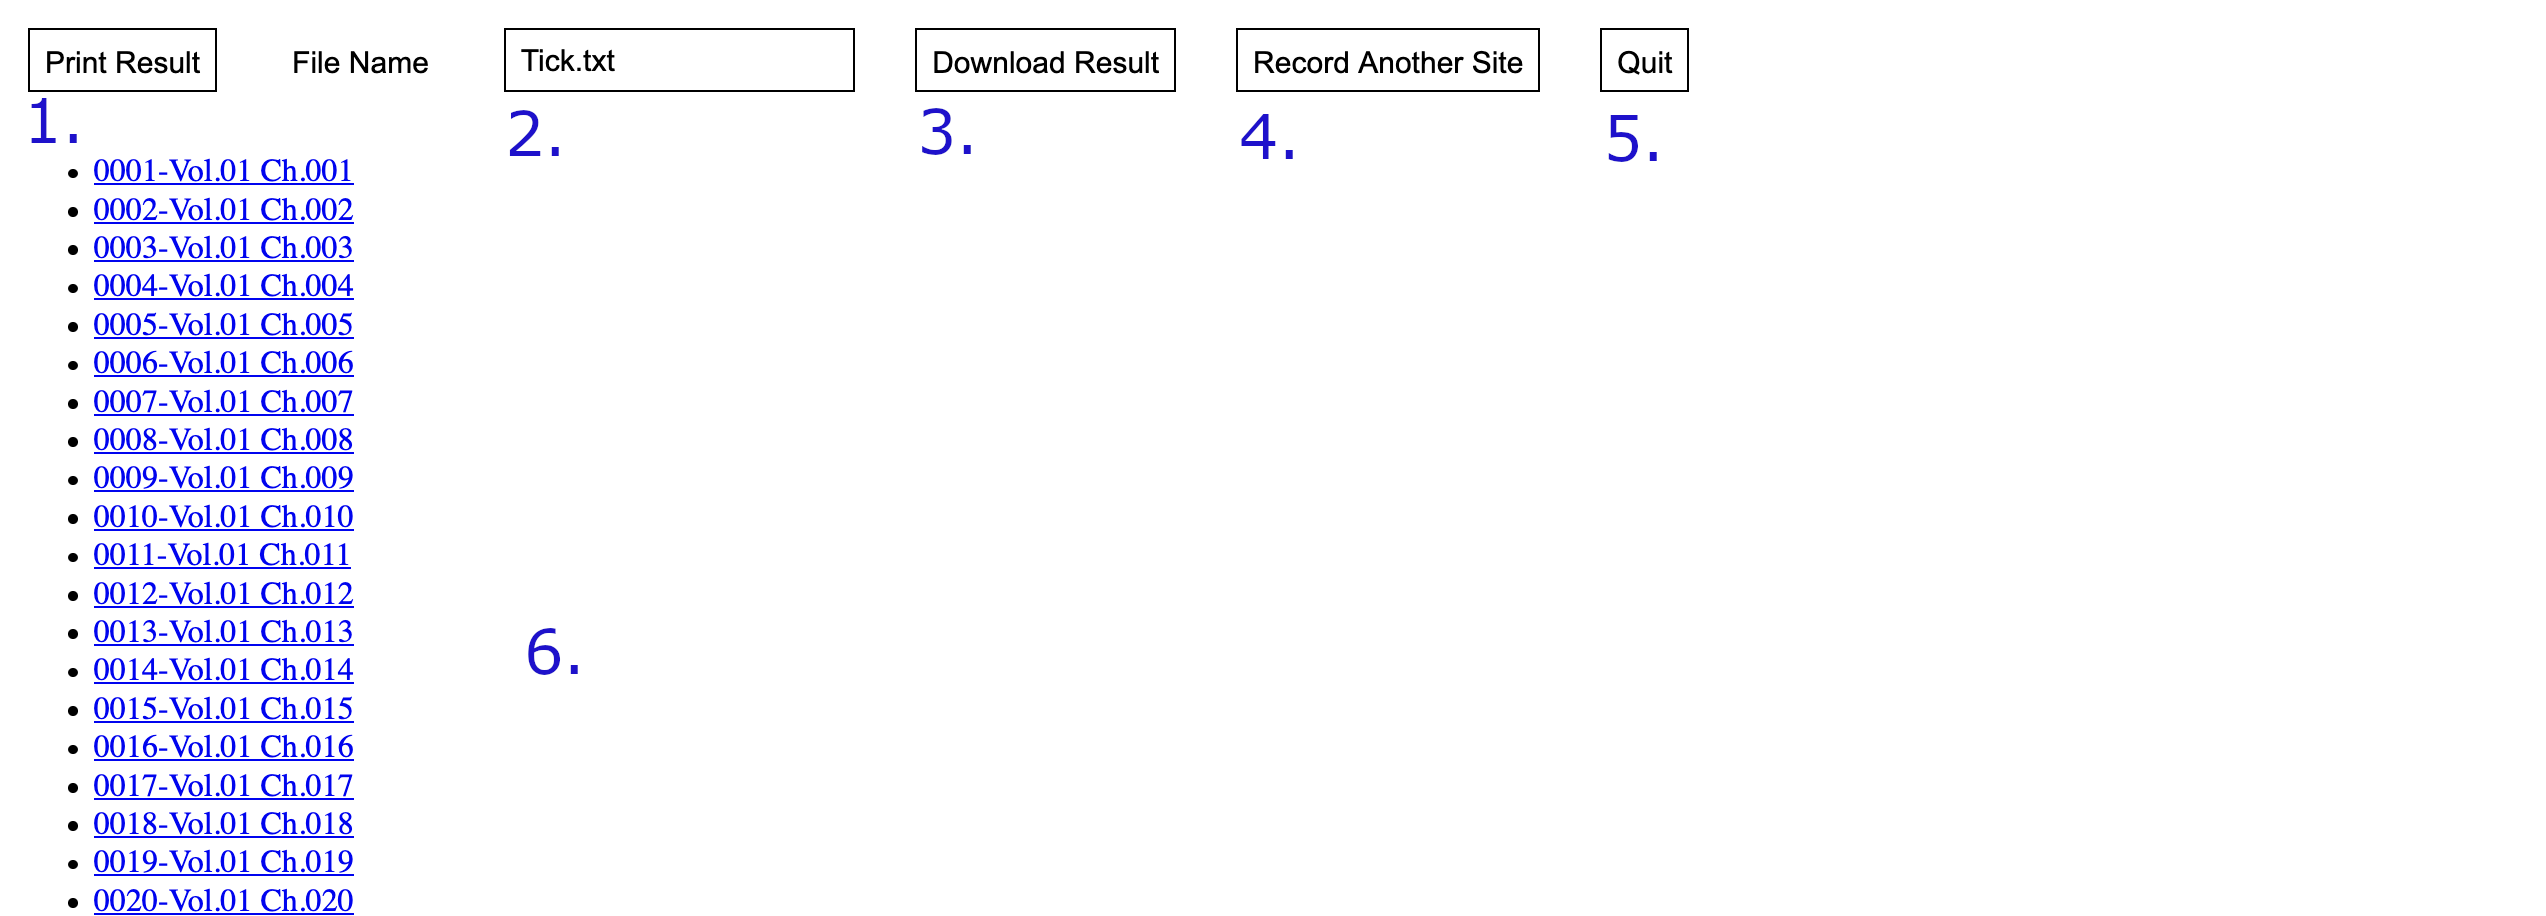 Print Result File Name Tick.txt Download Result Record Another Site Quit
1. 2. 3. 4. 5.
0001-Vol.01 Ch.001
0002-Vol.01 Ch.002
0003-Vol.01 Ch.003
0004-Vol.01 Ch.004
0005-Vol.01 Ch.005
0006-Vol.01 Ch.006
0007-Vol.01 Ch.007
0008-Vol.01 Ch.008
0009-Vol.01 Ch.009
0010-Vol.01 Ch.010
0011-Vol.01 Ch.011
0012-Vol.01 Ch.012
0013-Vol.01 Ch.013
6.
0014-Vol.01 Ch.014
0015-Vol.01 Ch.015
0016-Vol.01 Ch.016
0017-Vol.01 Ch.017
0018-Vol.01 Ch.018
0019-Vol.01 Ch.019
0020-Vol.01 Ch.020